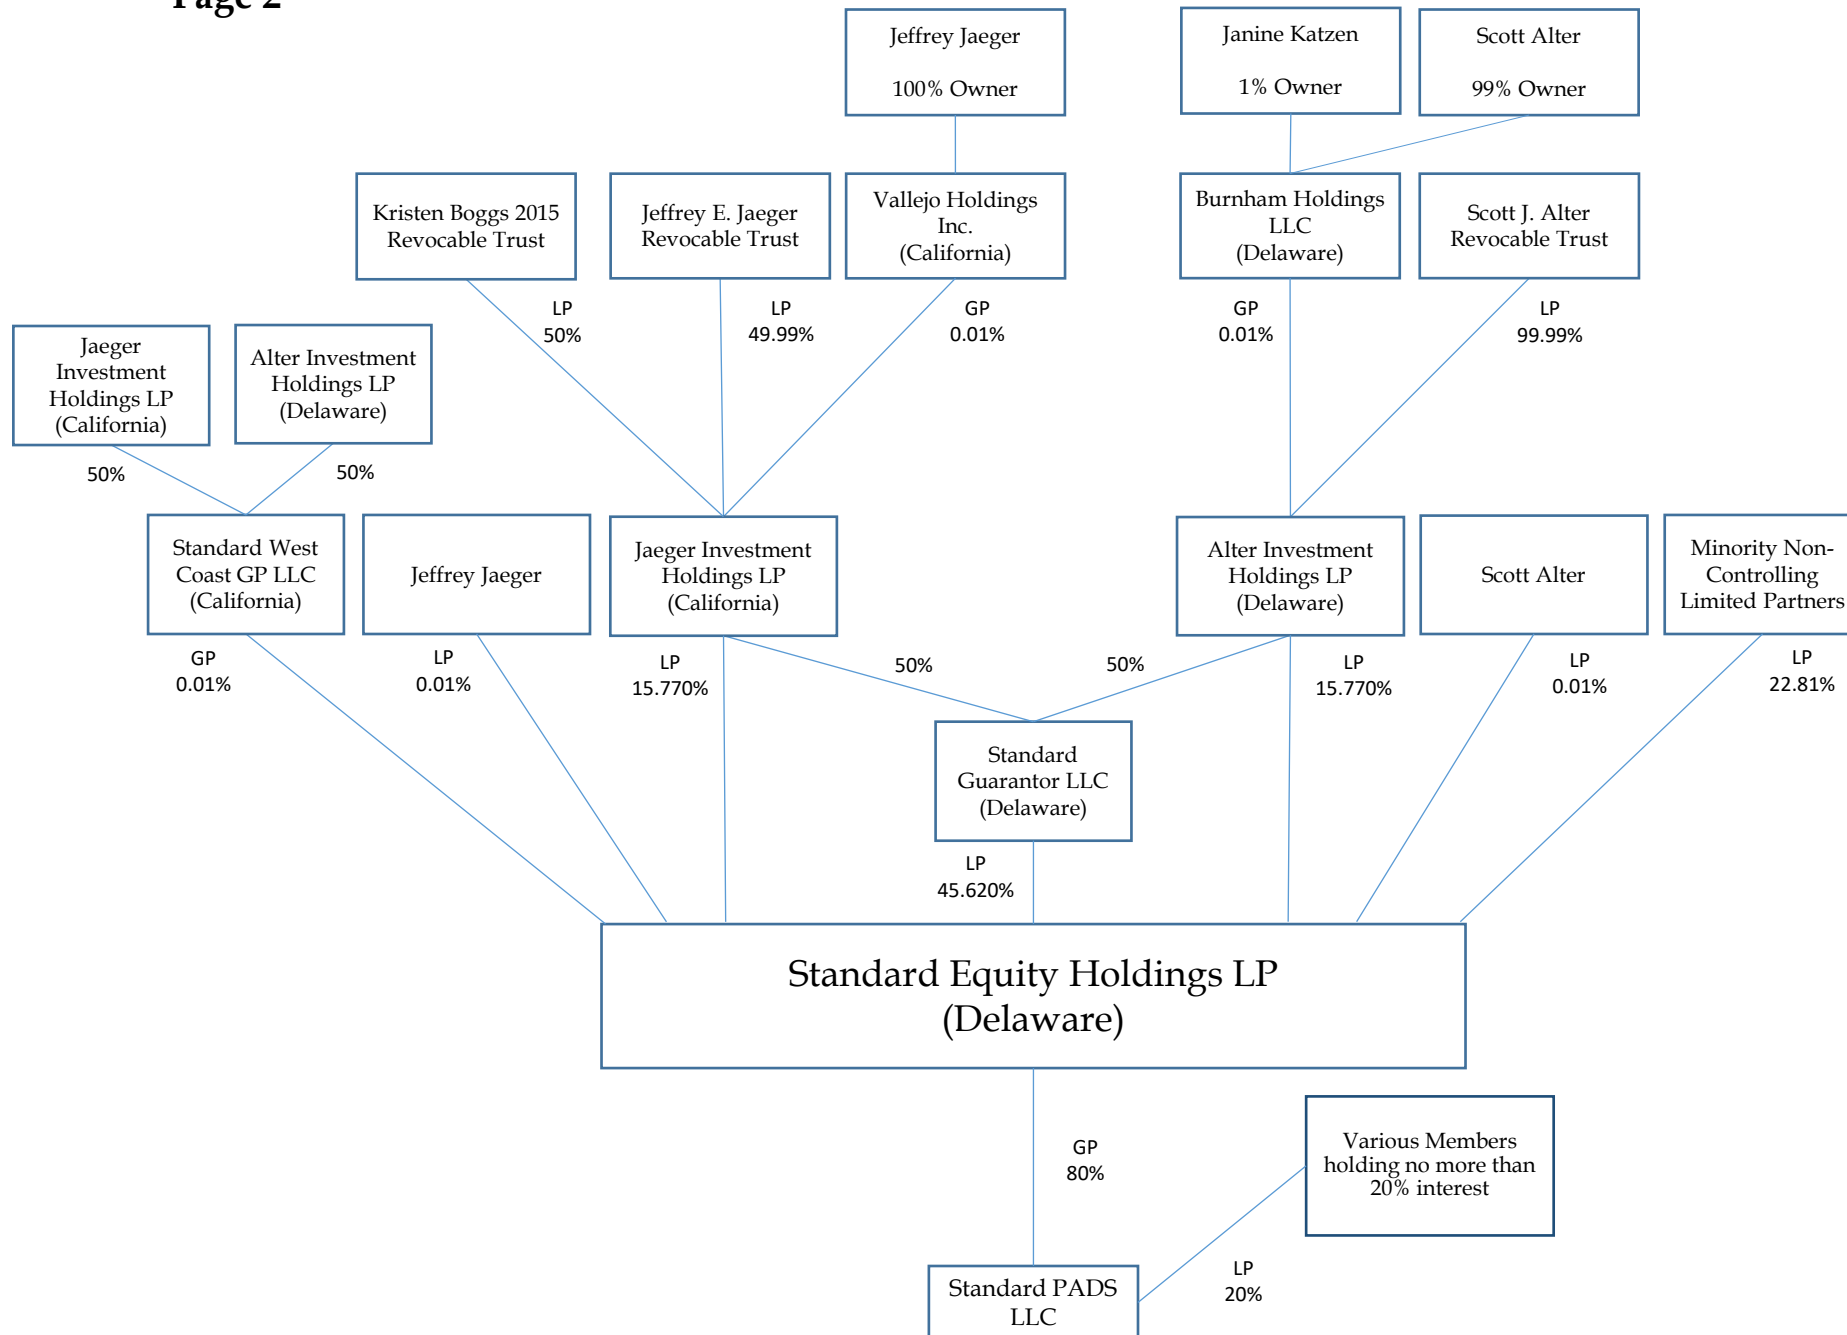 Page 2
Jeffrey Jaeger
100% Owner
Janine Katzen
1% Owner
Scott Alter
99% Owner
Kristen Boggs 2015
Revocable Trust
Jeffrey E. Jaeger
Revocable Trust
Vallejo Holdings
Inc.
(California)
Burnham Holdings
LLC
(Delaware)
Scott J. Alter
Revocable Trust
LP
50%
LP
49.99%
GP
0.01%
GP
0.01%
LP
99.99%
Jaeger
Investment
Holdings LP
(California)
Alter Investment
Holdings LP
(Delaware)
50%
50%
Standard West
Coast GP LLC
(California)
Jeffrey Jaeger
Jaeger Investment
Holdings LP
(California)
Alter Investment
Holdings LP
(Delaware)
Scott Alter
Minority Non-
Controlling
Limited Partners
GP
0.01%
LP
0.01%
LP
15.770%
50%
50%
LP
15.770%
LP
0.01%
LP
22.81%
Standard
Guarantor LLC
(Delaware)
LP
45.620%
Standard Equity Holdings LP
(Delaware)
GP
80%
Various Members
holding no more than
20% interest
LP
20%
Standard PADS
LLC